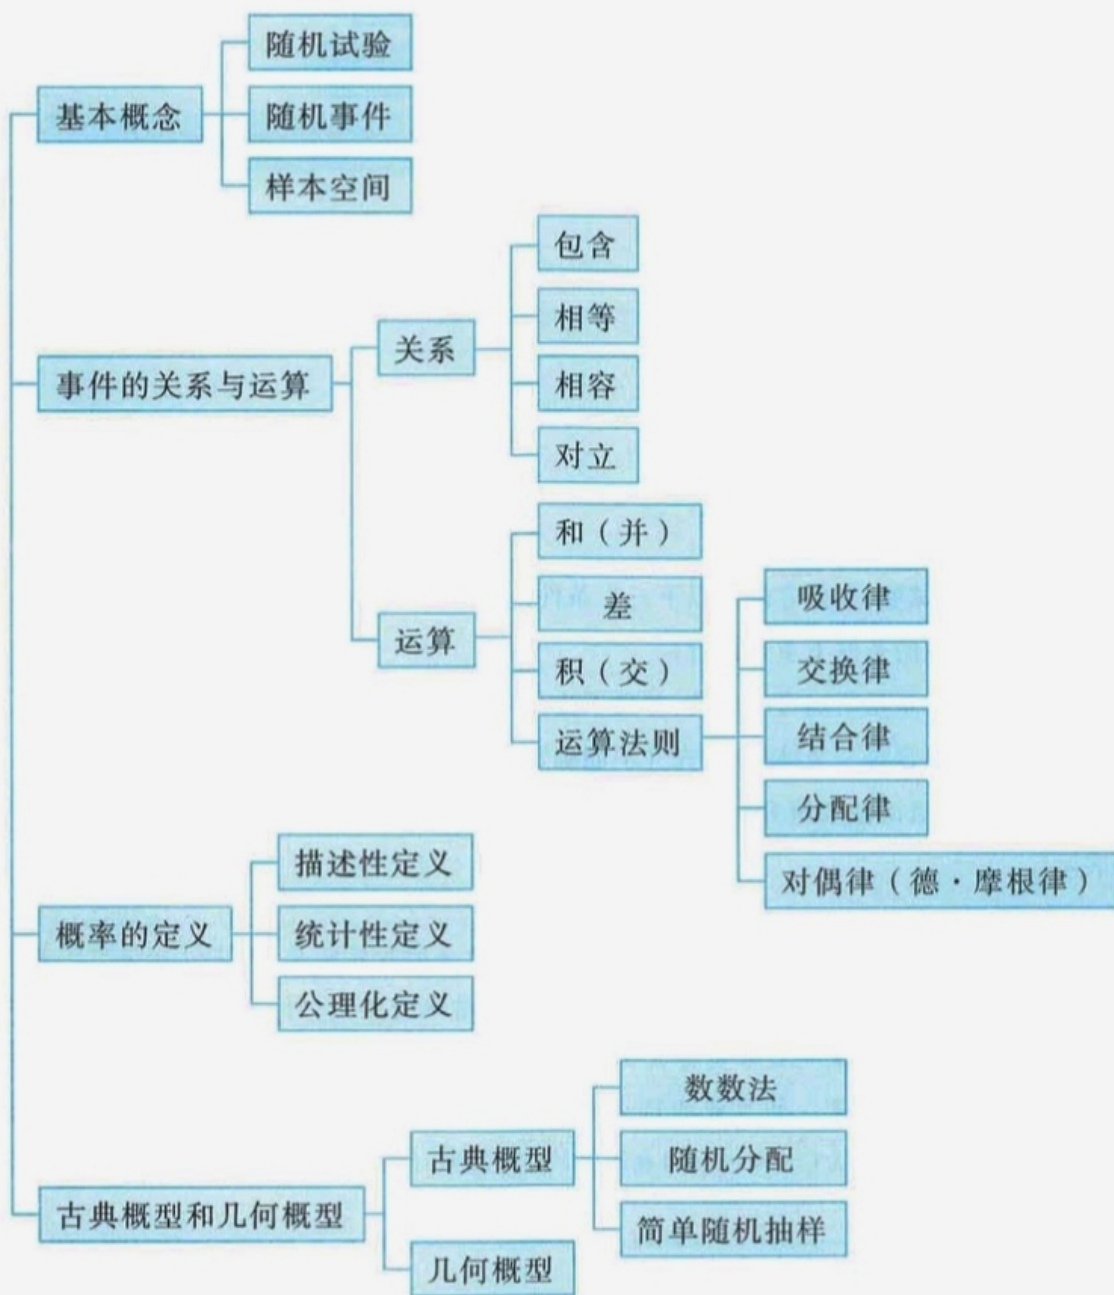 基本概念
随机试验
随机事件
样本空间
事件的关系与运算
关系
包含
相等
相容
对立
运算
和（并）
差
积（交）
运算法则
吸收律
交换律
结合律
分配律
对偶律（德·摩根律）
概率的定义
描述性定义
统计性定义
公理化定义
古典概型和几何概型
古典概型
数数法
随机分配
简单随机抽样
几何概型